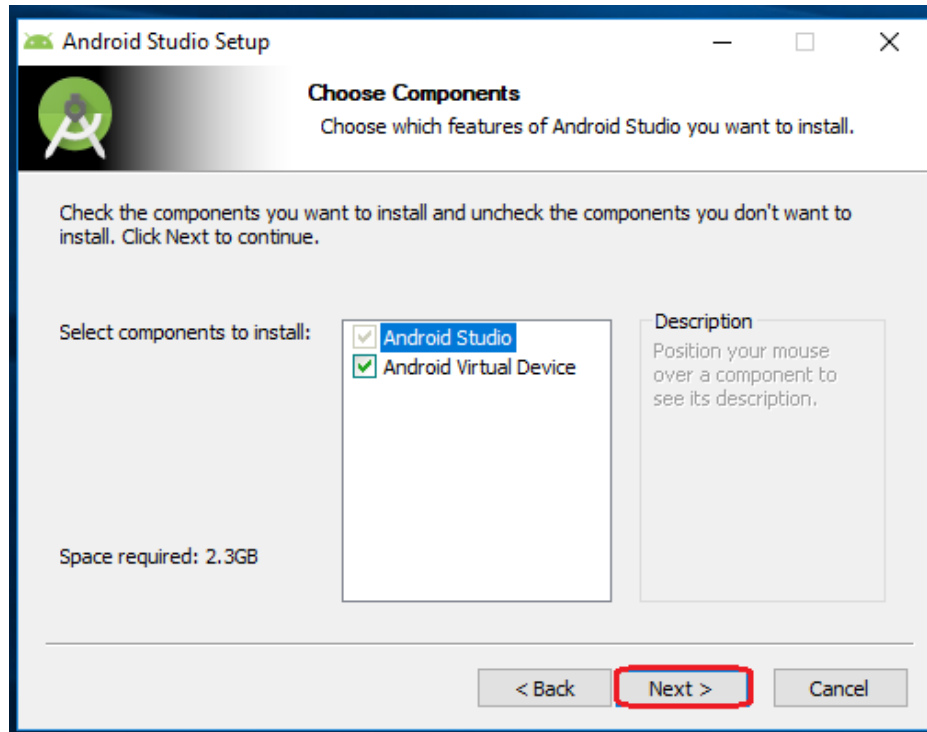 Android Studio Setup
Choose Components
Choose which features of Android Studio you want to install.
Check the components you want to install and uncheck the components you don't want to
install. Click Next to continue.
Select components to install:
Android Studio
Android Virtual Device
Description
Position your mouse
over a component to
see its description.
Space required: 2.3GB
< Back
Next >
Cancel